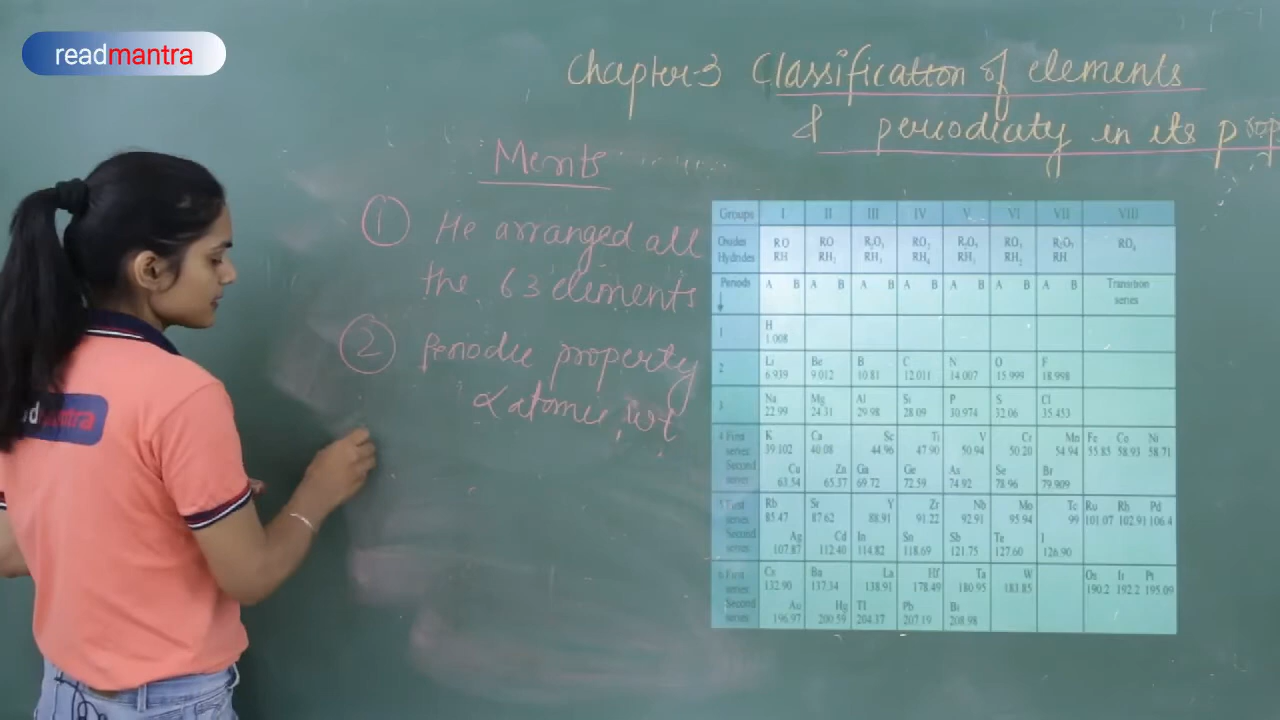 readmantra
Chapter-3 Classification of elements
& periodicity in its prop
Merits
① He arranged all
the 63 elements
② Periodic property
∝ atomic wt
Groups I II III IV V VI VII VIII
Oxides RO RO R₂O₃ RO₂ R₂O₅ RO₃ R₂O₇ RO₄
Hydrides RH RH₂ RH₃ RH₄ RH₃ RH₂ RH
Periods A B A B A B A B A B A B A B Transition
↓ series
1 H
1.008
2 Li Be B C N O F
6.939 9.012 10.81 12.011 14.007 15.999 18.998
3 Na Mg Al Si P S Cl
22.99 24.31 29.98 28.09 30.974 32.06 35.453
4 First K Ca Sc Ti V Cr Mn Fe Co Ni
series 39.102 40.08 44.96 47.90 50.94 50.20 54.94 55.85 58.93 58.71
Second Cu Zn Ga Ge As Se Br
series 63.54 65.37 69.72 72.59 74.92 78.96 79.909
5 First Rb Sr Y Zr Nb Mo Tc Ru Rh Pd
series 85.47 87.62 88.91 91.22 92.91 95.94 99 101.07 102.91 106.4
Second Ag Cd In Sn Sb Te I
series 107.87 112.40 114.82 118.69 121.75 127.60 126.90
6 First Cs Ba La Hf Ta W Os Ir Pt
series 132.90 137.34 138.91 178.49 180.95 183.85 190.2 192.2 195.09
Second Au Hg Tl Pb Bi
series 196.97 200.59 204.37 207.19 208.98
d mantra